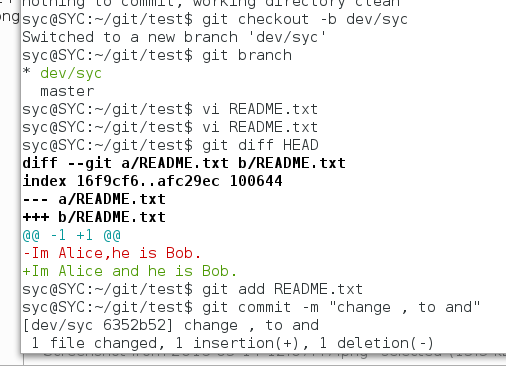 nothing to commit, working directory clean
syc@SYC:~/git/test$ git checkout -b dev/syc
Switched to a new branch 'dev/syc'
syc@SYC:~/git/test$ git branch
* dev/syc
  master
syc@SYC:~/git/test$ vi README.txt
syc@SYC:~/git/test$ vi README.txt
syc@SYC:~/git/test$ git diff HEAD
diff --git a/README.txt b/README.txt
index 16f9cf6..afc29ec 100644
--- a/README.txt
+++ b/README.txt
@@ -1 +1 @@
-Im Alice,he is Bob.
+Im Alice and he is Bob.
syc@SYC:~/git/test$ git add README.txt
syc@SYC:~/git/test$ git commit -m "change , to and"
[dev/syc 6352b52] change , to and
 1 file changed, 1 insertion(+), 1 deletion(-)